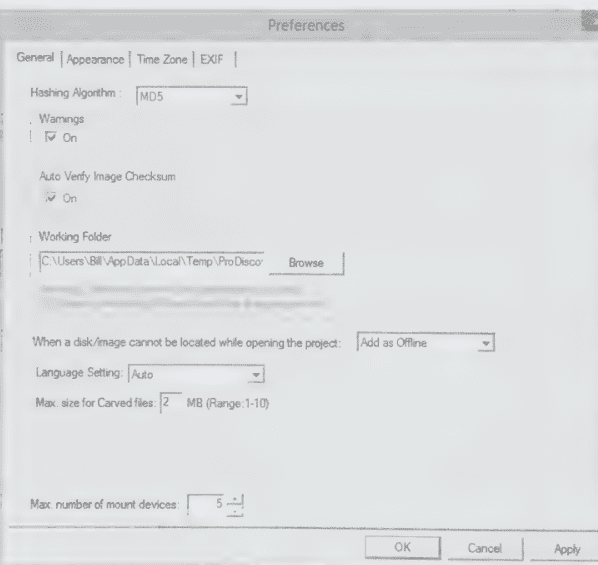 Preferences
General | Appearance | Time Zone | EXIF |
Hashing Algorithm : MD5
Warnings
On
Auto Verify Image Checksum
On
Working Folder
C:\Users\Bill\AppData\Local\Temp\ProDisco Browse
When a disk/image cannot be located while opening the project: Add as Offline
Language Setting: Auto
Max. size for Carved files: 2 MB (Range:1-10)
Max. number of mount devices: 5
OK Cancel Apply